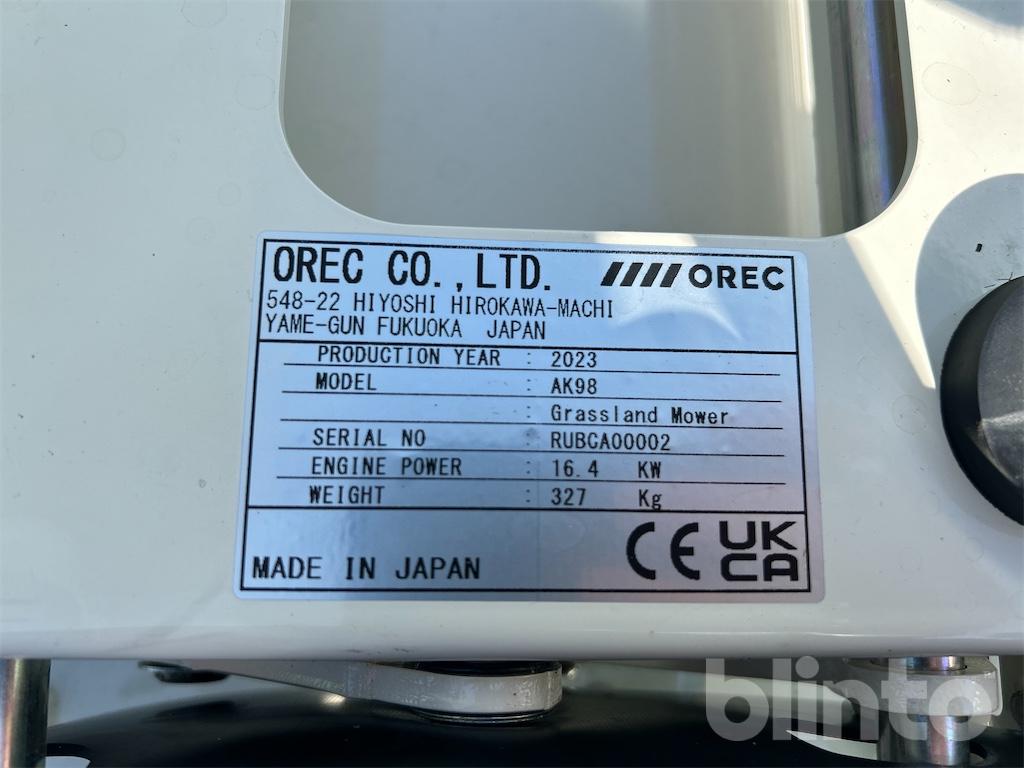 OREC CO.,LTD. OREC
548-22 HIYOSHI HIROKAWA-MACHI
YAME-GUN FUKUOKA JAPAN
PRODUCTION YEAR : 2023
MODEL : AK98
: Grassland Mower
SERIAL NO : RUBCA00002
ENGINE POWER : 16.4 KW
WEIGHT : 327 Kg
MADE IN JAPAN CE UK CA
blinto